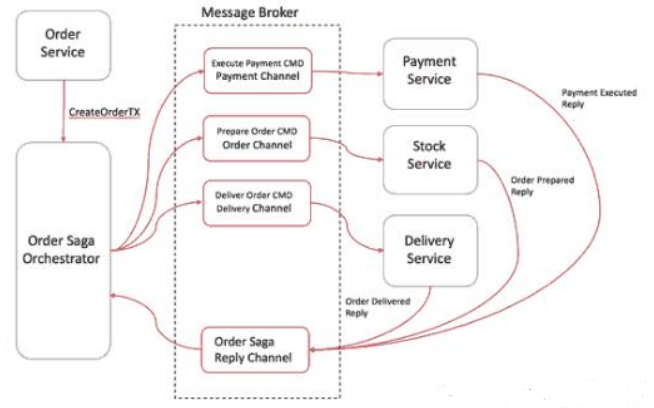 Message Broker
Order
Service
CreateOrderTX
Order Saga
Orchestrator
Execute Payment CMD
Payment Channel
Prepare Order CMD
Order Channel
Deliver Order CMD
Delivery Channel
Order Saga
Reply Channel
Payment
Service
Stock
Service
Delivery
Service
Payment Executed
Reply
Order Prepared
Reply
Order Delivered
Reply